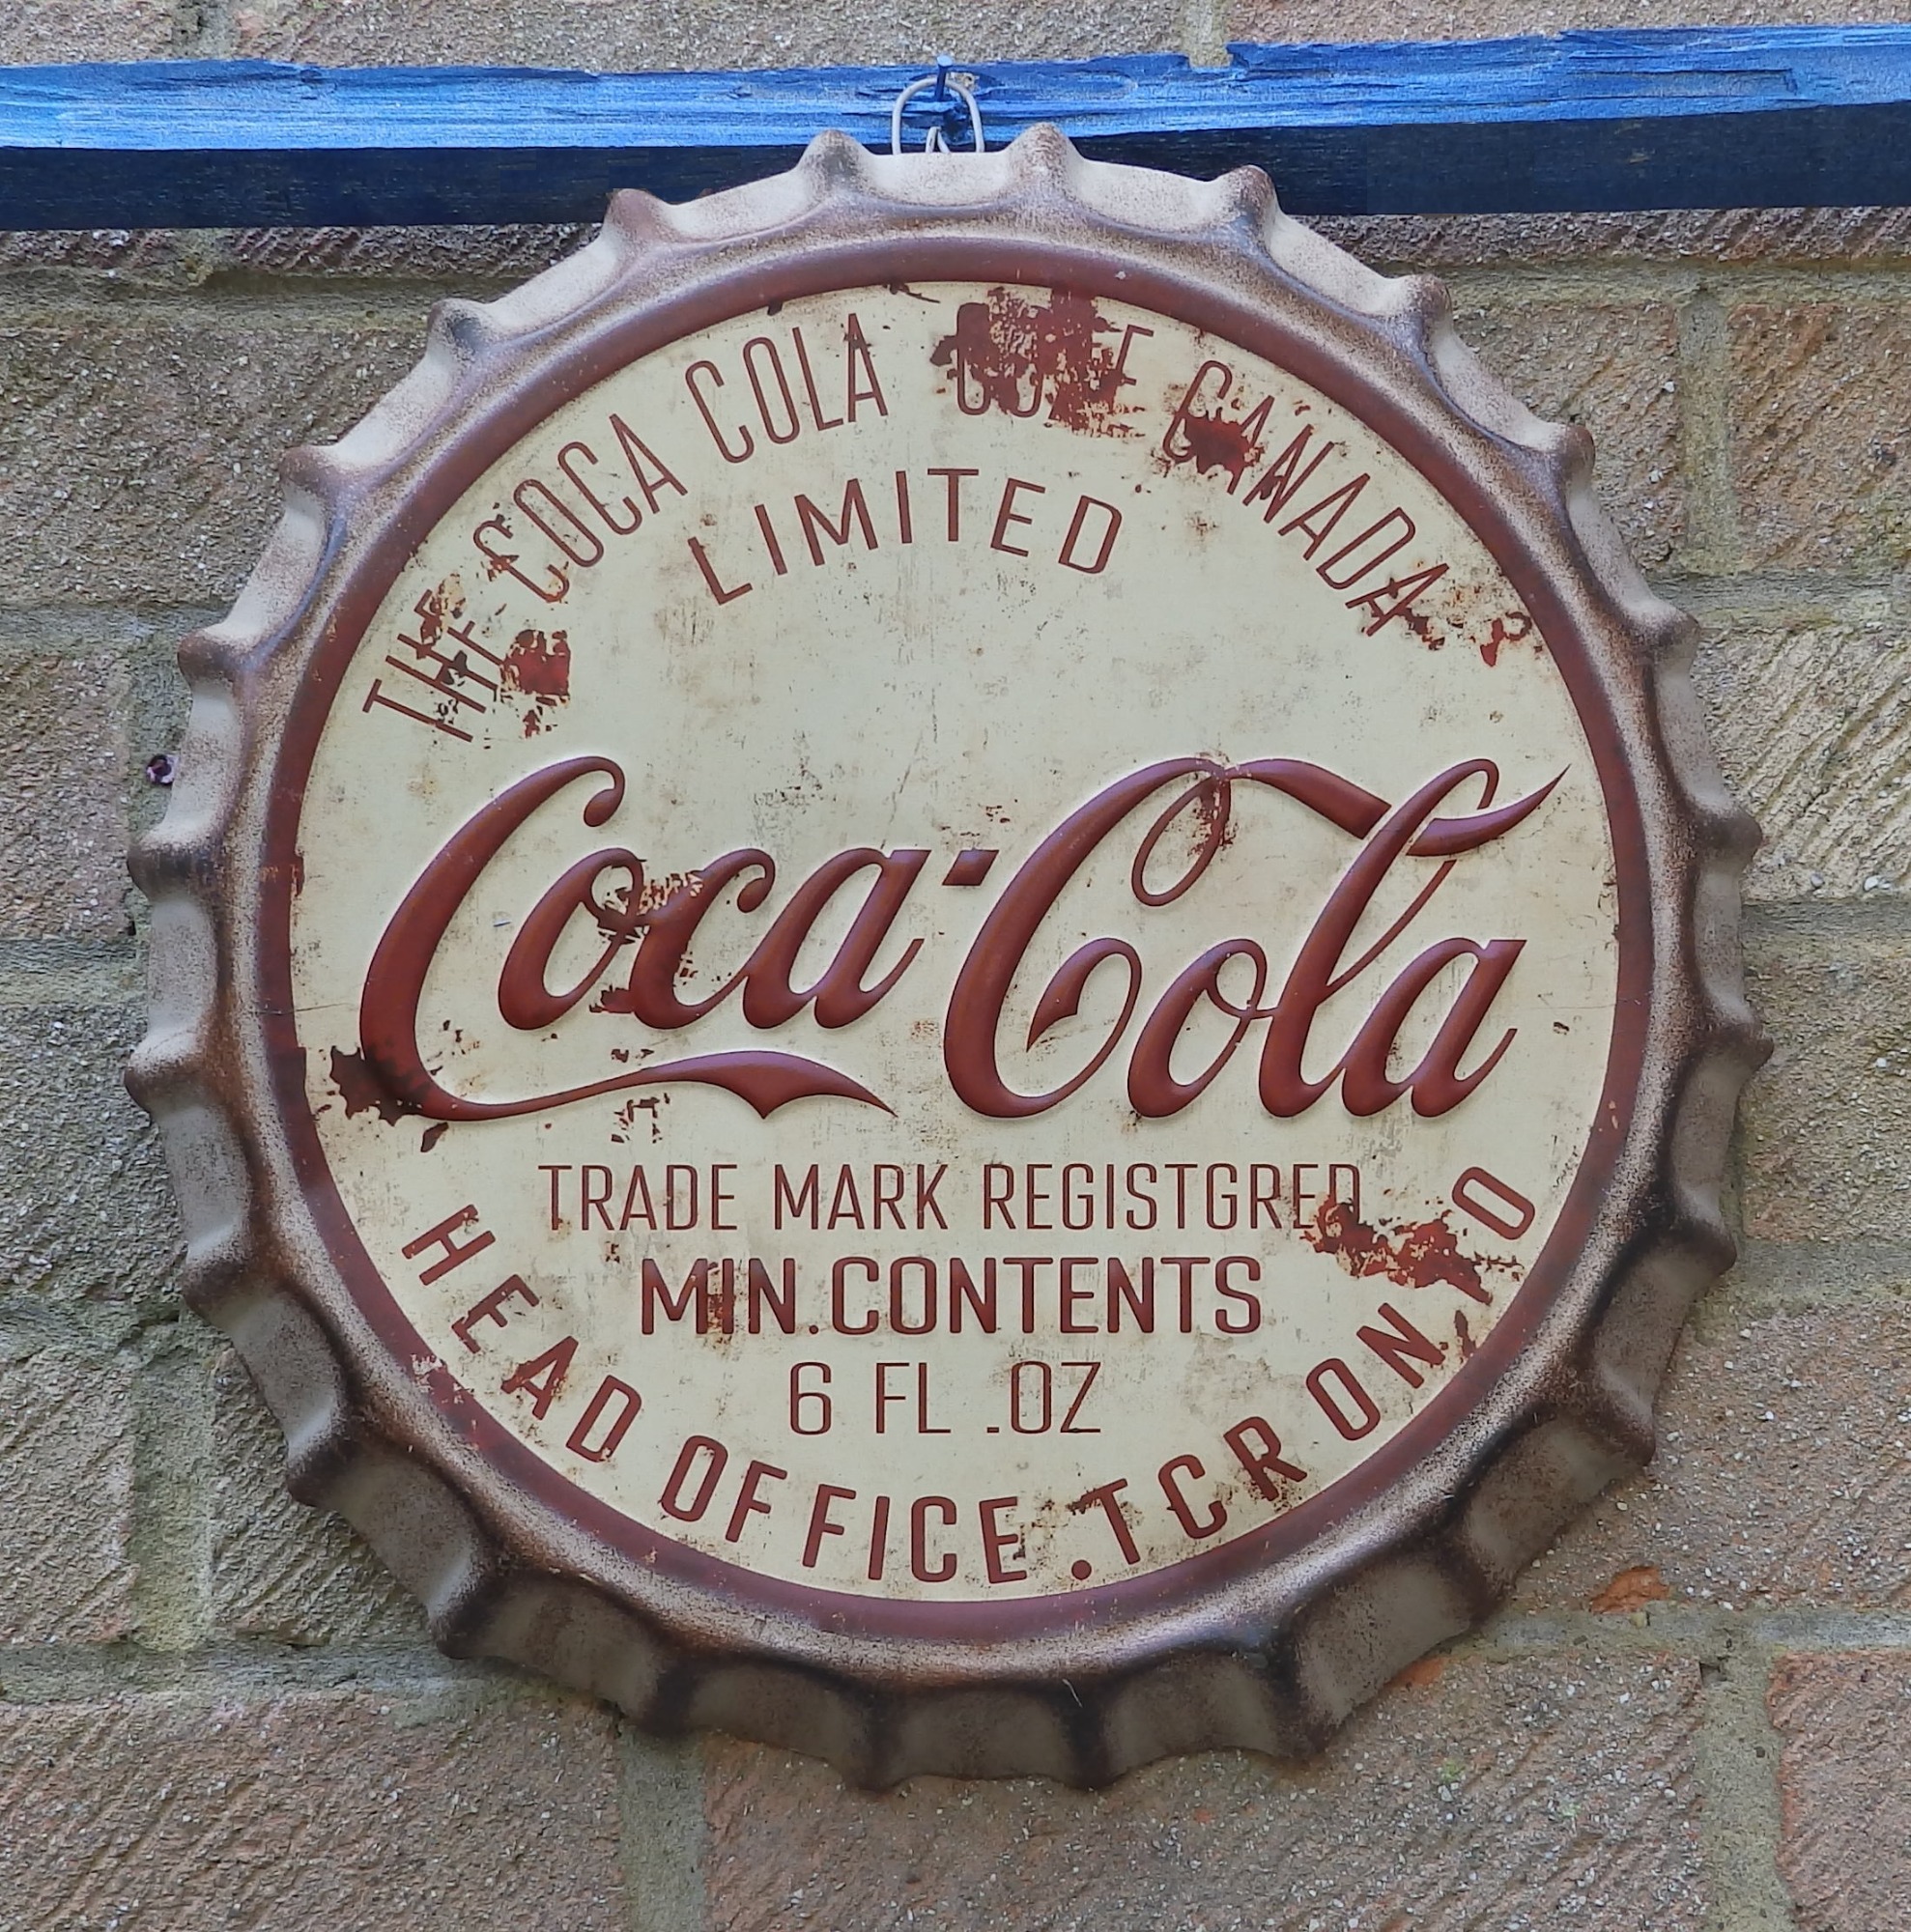 THE COCA COLA CANADA
LIMITED
Coca-Cola
TRADE MARK REGISTGRED
MIN.CONTENTS
6 FL .OZ
HEAD OFFICE .TCRONTO